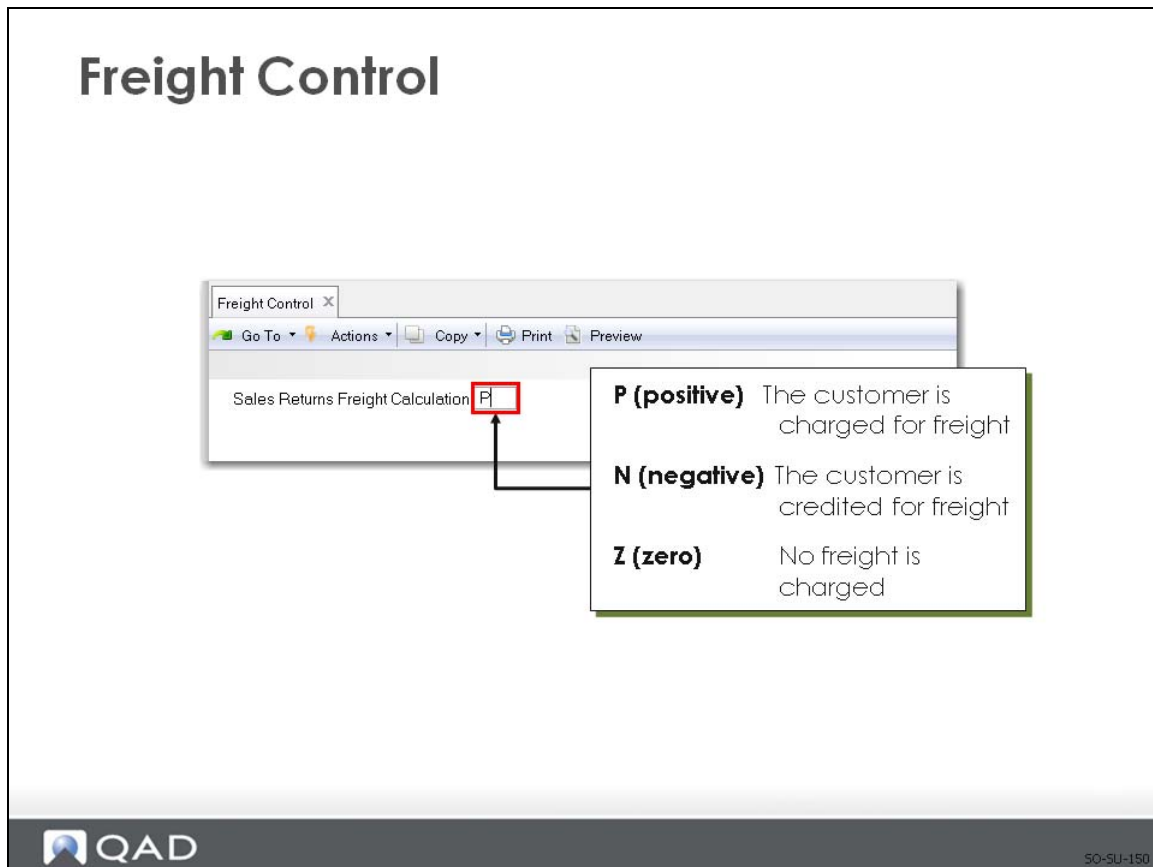 Freight Control
Freight Control
Go To Actions Copy Print Preview
Sales Returns Freight Calculation P
P (positive) The customer is
charged for freight
N (negative) The customer is
credited for freight
Z (zero) No freight is
charged
QAD
SO-SU-150